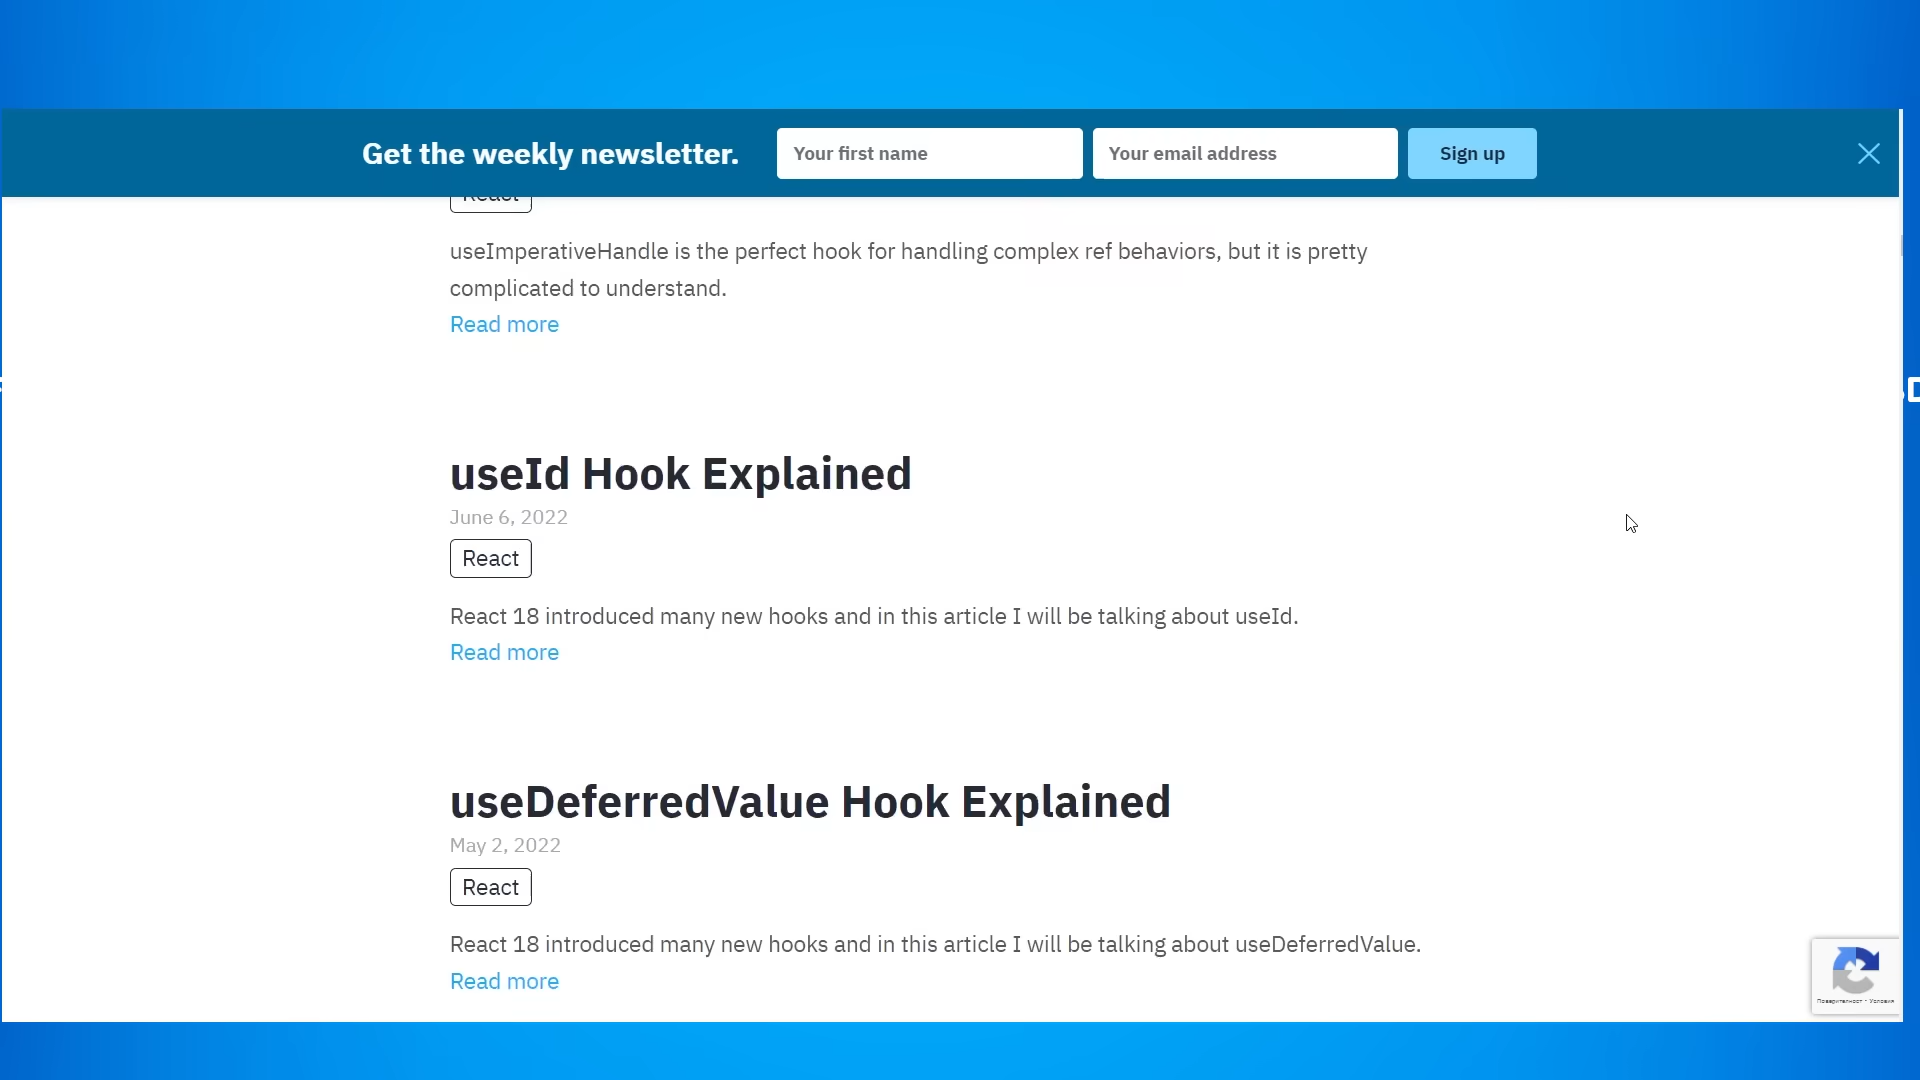 Get the weekly newsletter.
Your first name
Your email address
Sign up
React
useImperativeHandle is the perfect hook for handling complex ref behaviors, but it is pretty
complicated to understand.
Read more
useId Hook Explained
June 6, 2022
React
React 18 introduced many new hooks and in this article I will be talking about useId.
Read more
useDeferredValue Hook Explained
May 2, 2022
React
React 18 introduced many new hooks and in this article I will be talking about useDeferredValue.
Read more
Поверителност - Условия